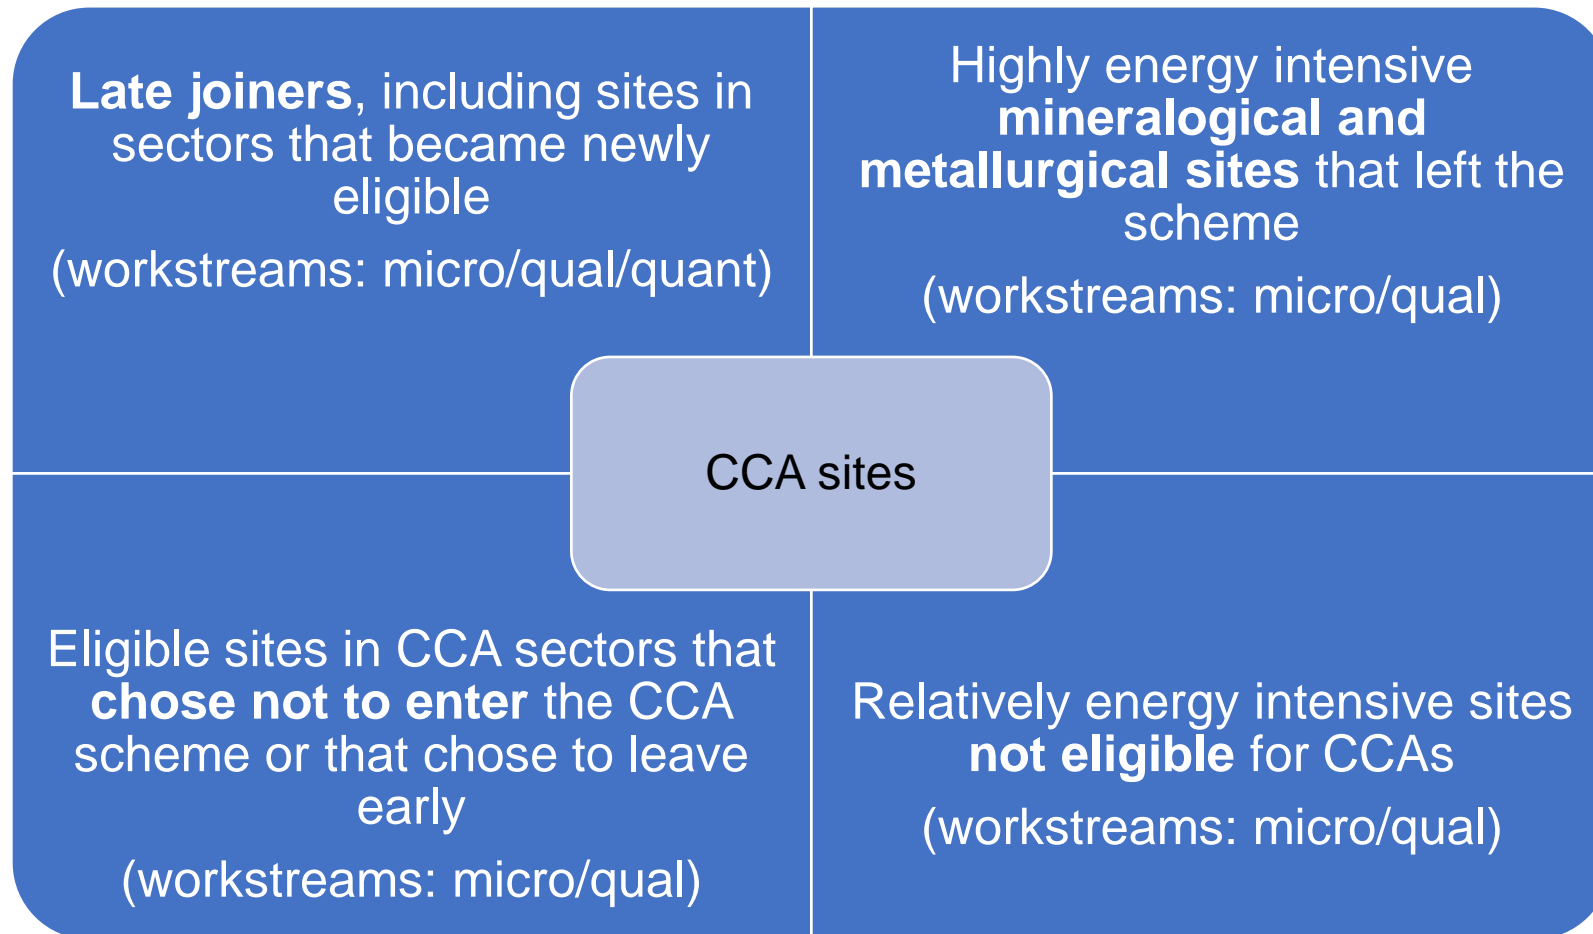 Late joiners, including sites in
sectors that became newly
eligible
(workstreams: micro/qual/quant)
Highly energy intensive
mineralogical and
metallurgical sites that left the
scheme
(workstreams: micro/qual)
CCA sites
Eligible sites in CCA sectors that
chose not to enter the CCA
scheme or that chose to leave
early
(workstreams: micro/qual)
Relatively energy intensive sites
not eligible for CCAs
(workstreams: micro/qual)